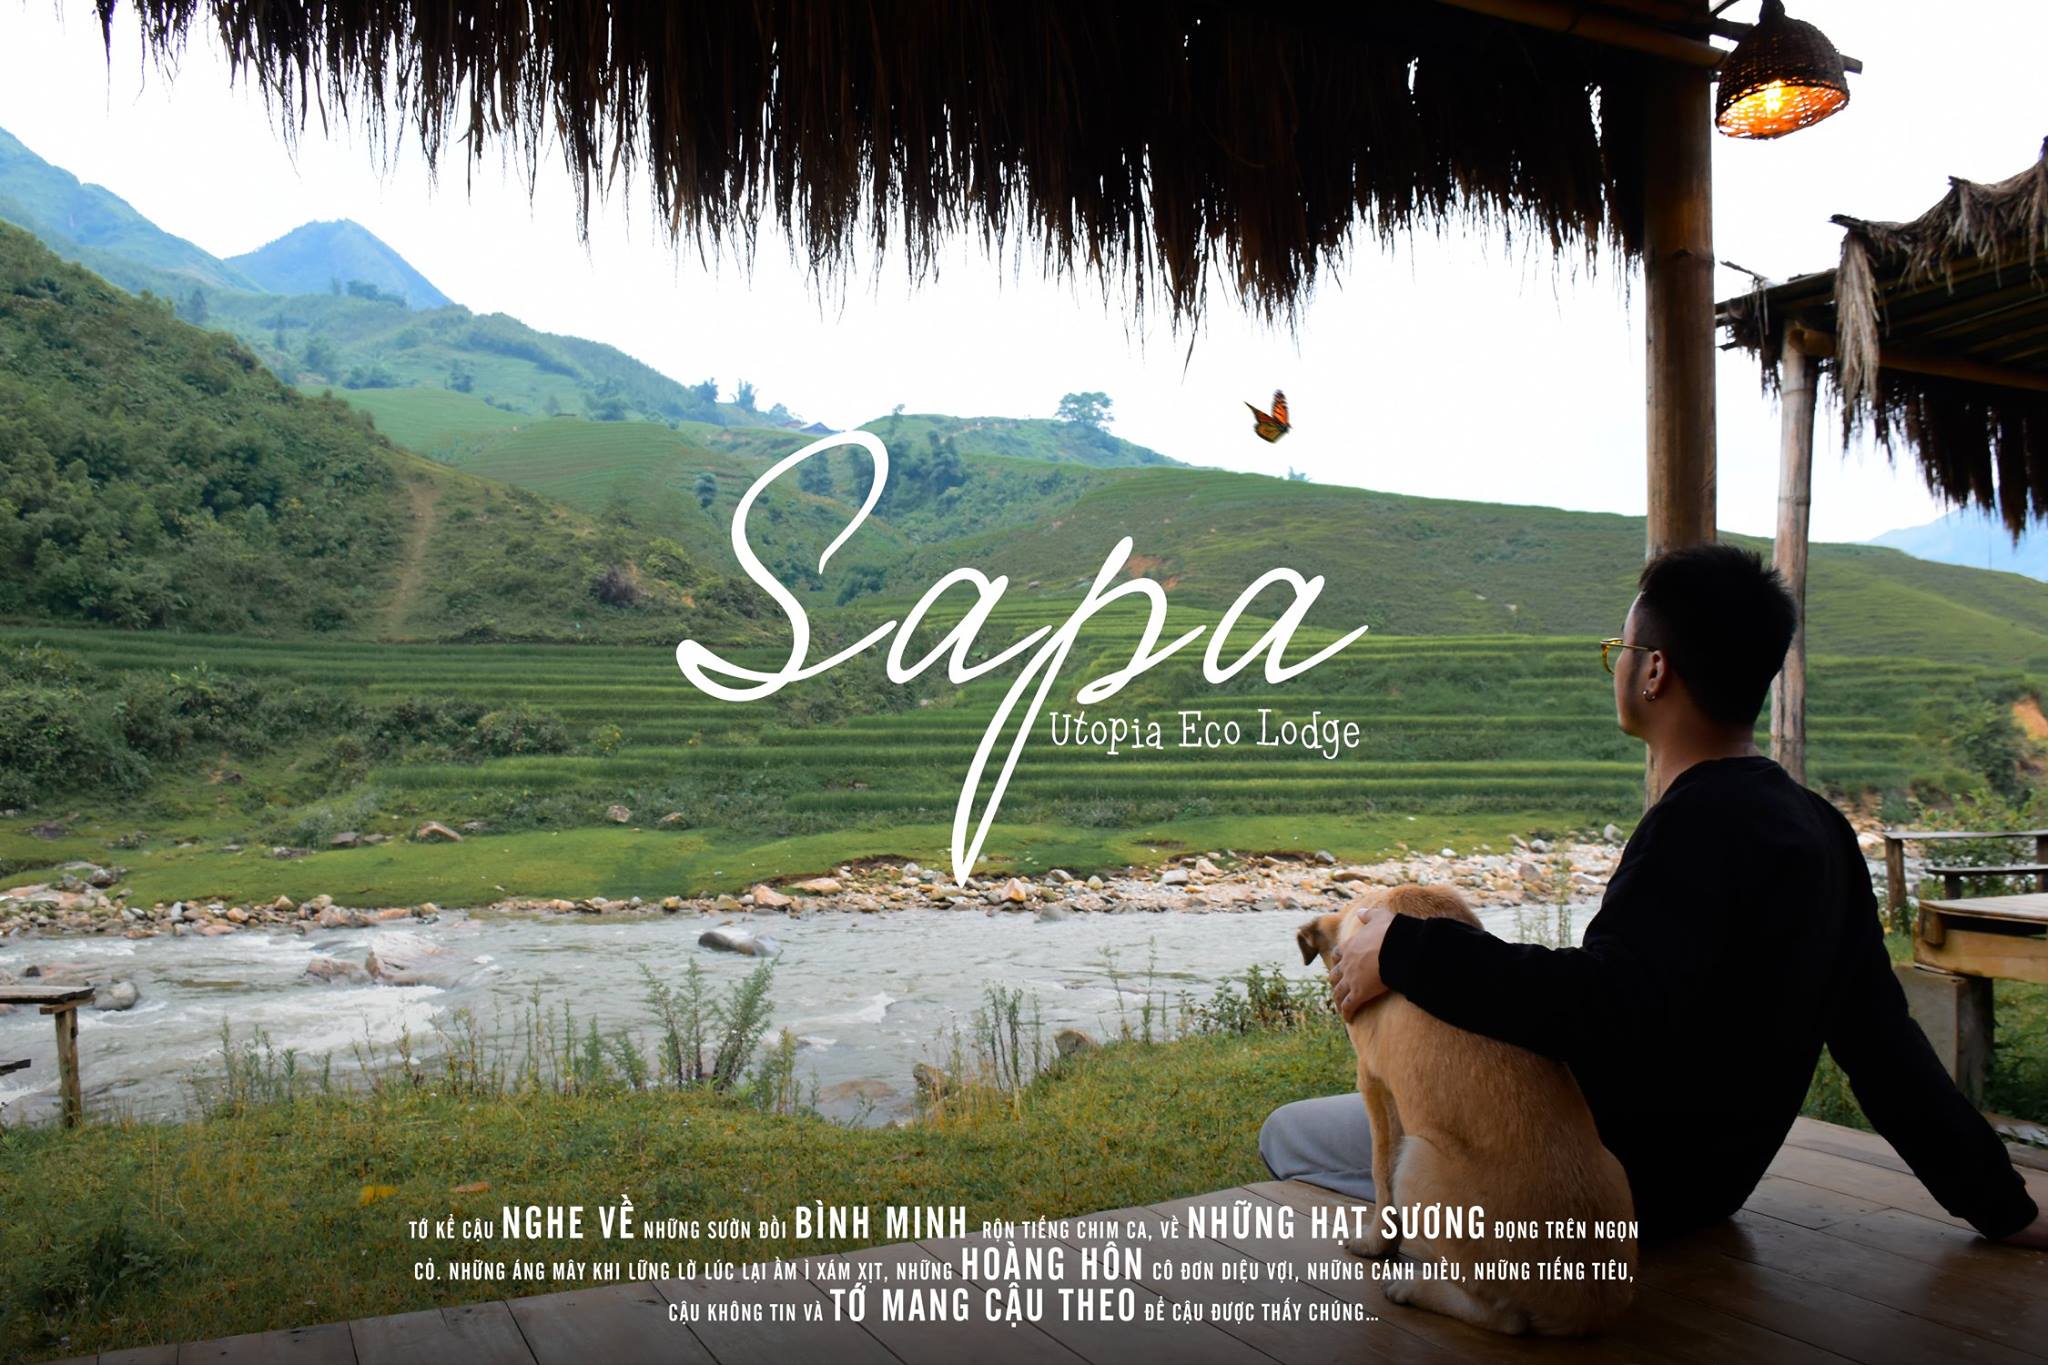 Sapa
Utopia Eco Lodge
TỚ KỂ CẬU NGHE VỀ NHỮNG SƯỜN ĐỒI BÌNH MINH RỘN TIẾNG CHIM CA, VỀ NHỮNG HẠT SƯƠNG ĐỌNG TRÊN NGỌN
CỎ. NHỮNG ÁNG MÂY KHI LỮNG LỜ LÚC LẠI ẦM Ì XÁM XỊT, NHỮNG HOÀNG HÔN CÔ ĐƠN DIỆU VỢI, NHỮNG CÁNH DIỀU, NHỮNG TIẾNG TIÊU,
CẬU KHÔNG TIN VÀ TỚ MANG CẬU THEO ĐỂ CẬU ĐƯỢC THẤY CHÚNG...